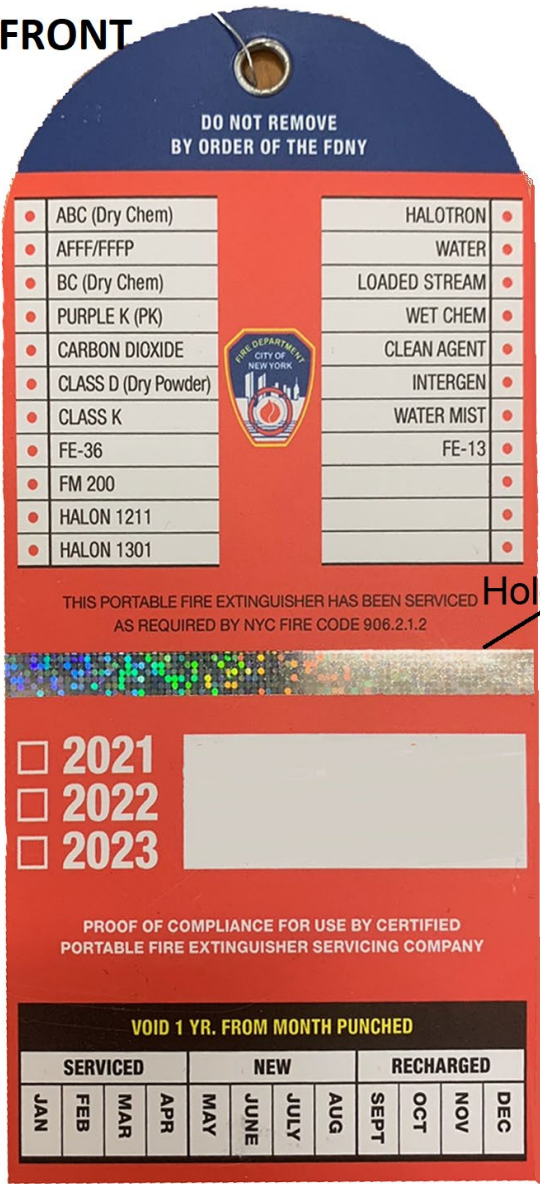 FRONT
DO NOT REMOVE
BY ORDER OF THE FDNY
ABC (Dry Chem)
AFFF/FFFP
BC (Dry Chem)
PURPLE K (PK)
CARBON DIOXIDE
CLASS D (Dry Powder)
CLASS K
FE-36
FM 200
HALON 1211
HALON 1301
HALOTRON
WATER
LOADED STREAM
WET CHEM
CLEAN AGENT
INTERGEN
WATER MIST
FE-13
FIRE DEPARTMENT
CITY OF
NEW YORK
THIS PORTABLE FIRE EXTINGUISHER HAS BEEN SERVICED
AS REQUIRED BY NYC FIRE CODE 906.2.1.2
Hol
2021
2022
2023
PROOF OF COMPLIANCE FOR USE BY CERTIFIED
PORTABLE FIRE EXTINGUISHER SERVICING COMPANY
VOID 1 YR. FROM MONTH PUNCHED
SERVICED NEW RECHARGED
JAN FEB MAR APR MAY JUNE JULY AUG SEPT OCT NOV DEC